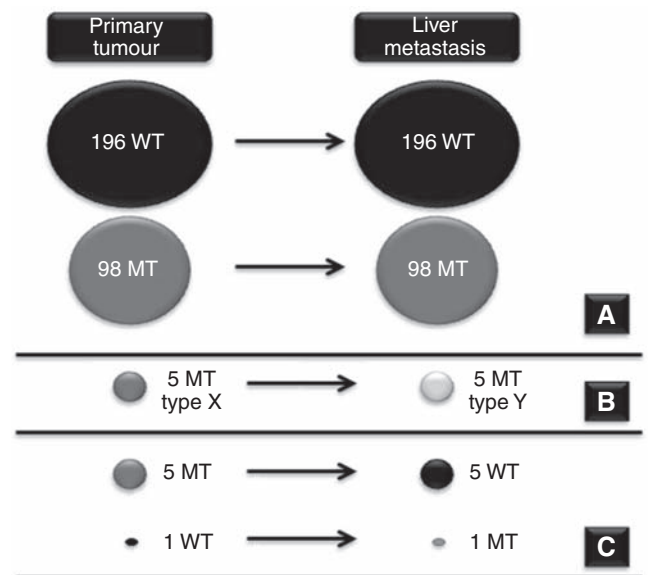 Primary
tumour
Liver
metastasis
196 WT
196 WT
98 MT
98 MT
A
5 MT
type X
5 MT
type Y
B
5 MT
5 WT
1 WT
1 MT
C